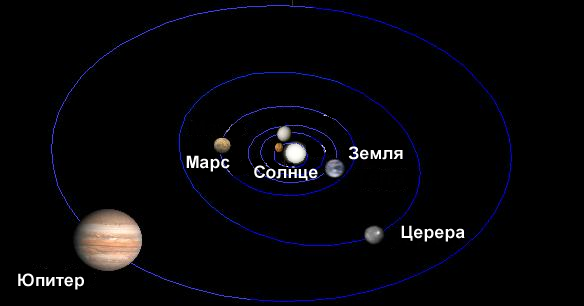 Земля
Марс
Солнце
Церера
Юпитер